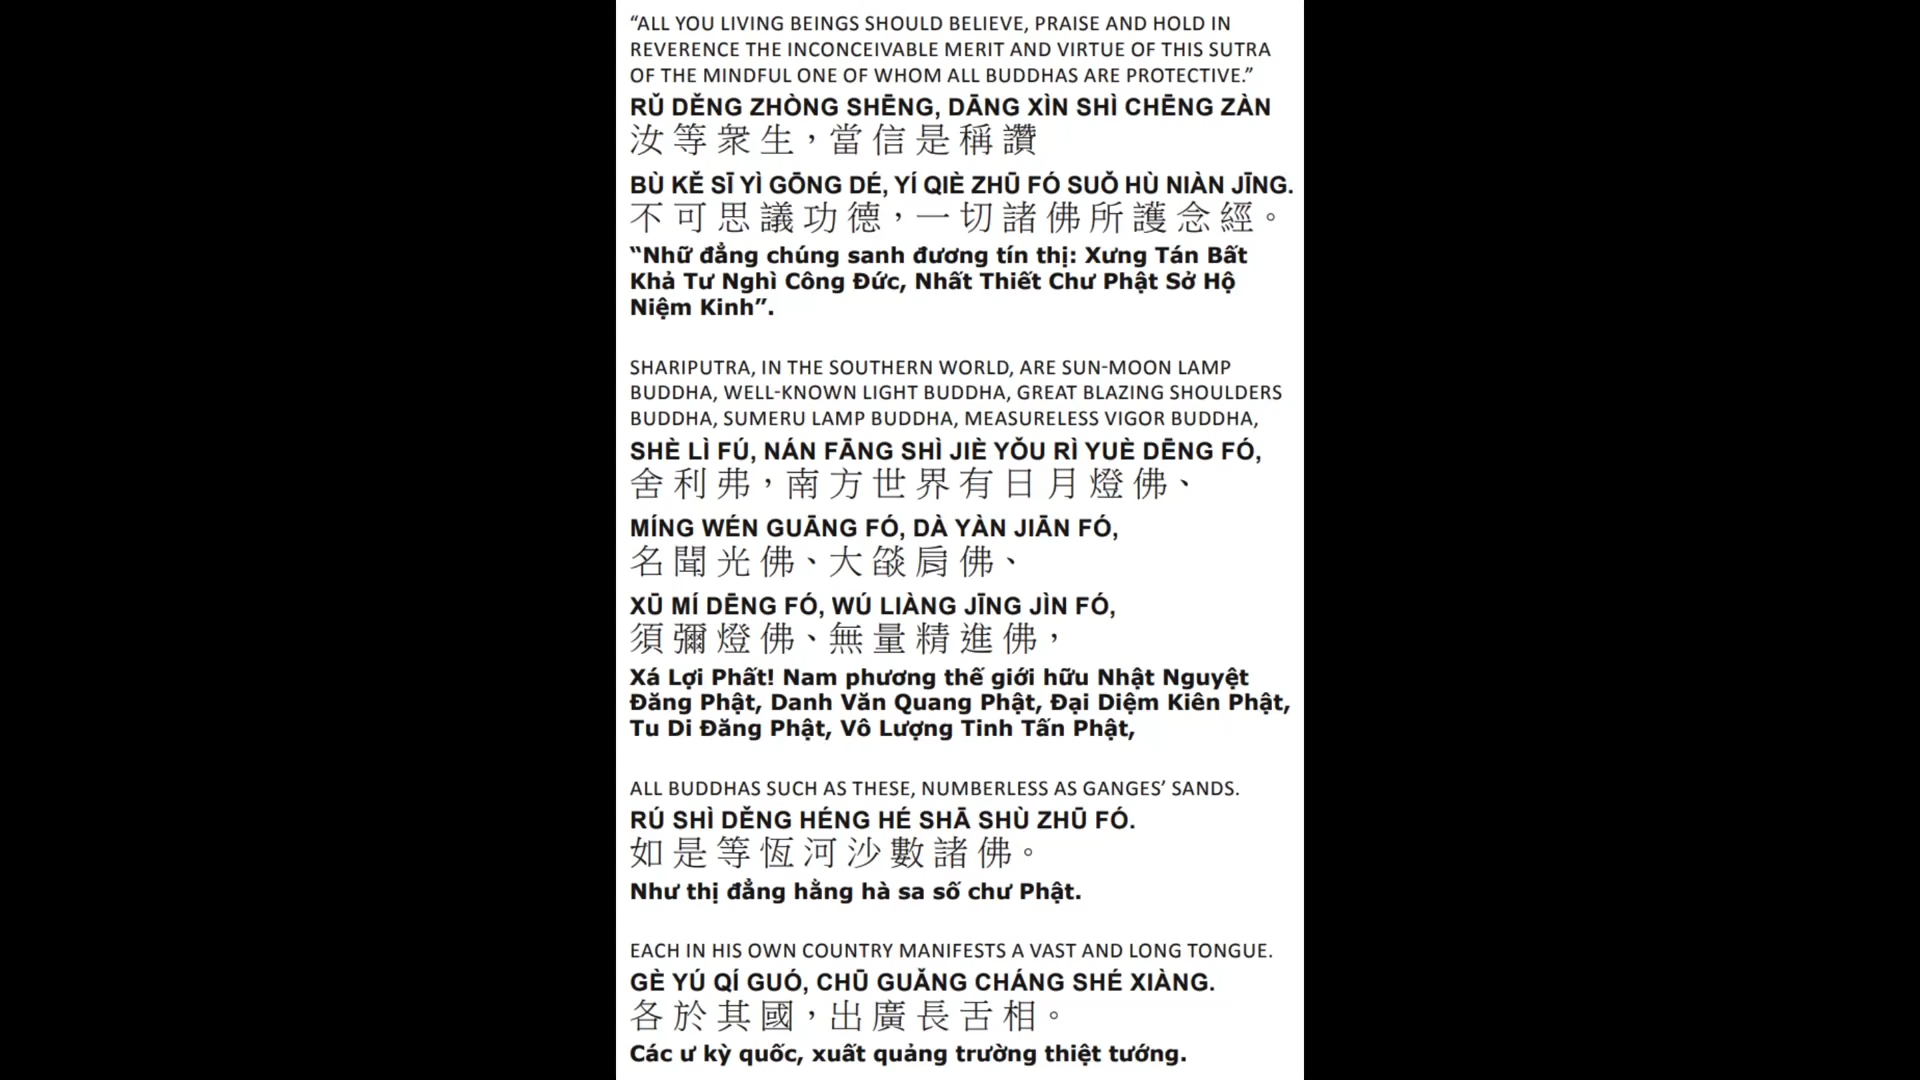 “ALL YOU LIVING BEINGS SHOULD BELIEVE, PRAISE AND HOLD IN
REVERENCE THE INCONCEIVABLE MERIT AND VIRTUE OF THIS SUTRA
OF THE MINDFUL ONE OF WHOM ALL BUDDHAS ARE PROTECTIVE.”
RǓ DĚNG ZHÒNG SHĒNG, DĀNG XÌN SHÌ CHĒNG ZÀN
汝等衆生，當信是稱讚
BÙ KĚ SĪ YÌ GŌNG DÉ, YÍ QIÈ ZHŪ FÓ SUǑ HÙ NIÀN JĪNG.
不可思議功德，一切諸佛所護念經。
“Nhữ đẳng chúng sanh đương tín thị: Xưng Tán Bất
Khả Tư Nghì Công Đức, Nhất Thiết Chư Phật Sở Hộ
Niệm Kinh”.
SHARIPUTRA, IN THE SOUTHERN WORLD, ARE SUN-MOON LAMP
BUDDHA, WELL-KNOWN LIGHT BUDDHA, GREAT BLAZING SHOULDERS
BUDDHA, SUMERU LAMP BUDDHA, MEASURELESS VIGOR BUDDHA,
SHÈ LÌ FÚ, NÁN FĀNG SHÌ JIÈ YǑU RÌ YUÈ DĒNG FÓ,
舍利弗，南方世界有日月燈佛、
MÍNG WÉN GUĀNG FÓ, DÀ YÀN JIĀN FÓ,
名聞光佛、大燄肩佛、
XŪ MÍ DĒNG FÓ, WÚ LIÀNG JĪNG JÌN FÓ,
須彌燈佛、無量精進佛，
Xá Lợi Phất! Nam phương thế giới hữu Nhật Nguyệt
Đăng Phật, Danh Văn Quang Phật, Đại Diệm Kiên Phật,
Tu Di Đăng Phật, Vô Lượng Tinh Tấn Phật,
ALL BUDDHAS SUCH AS THESE, NUMBERLESS AS GANGES’ SANDS.
RÚ SHÌ DĚNG HÉNG HÉ SHĀ SHÙ ZHŪ FÓ.
如是等恆河沙數諸佛。
Như thị đẳng hằng hà sa số chư Phật.
EACH IN HIS OWN COUNTRY MANIFESTS A VAST AND LONG TONGUE.
GÈ YÚ QÍ GUÓ, CHŪ GUǍNG CHÁNG SHÉ XIÀNG.
各於其國，出廣長舌相。
Các ư kỳ quốc, xuất quảng trường thiệt tướng.